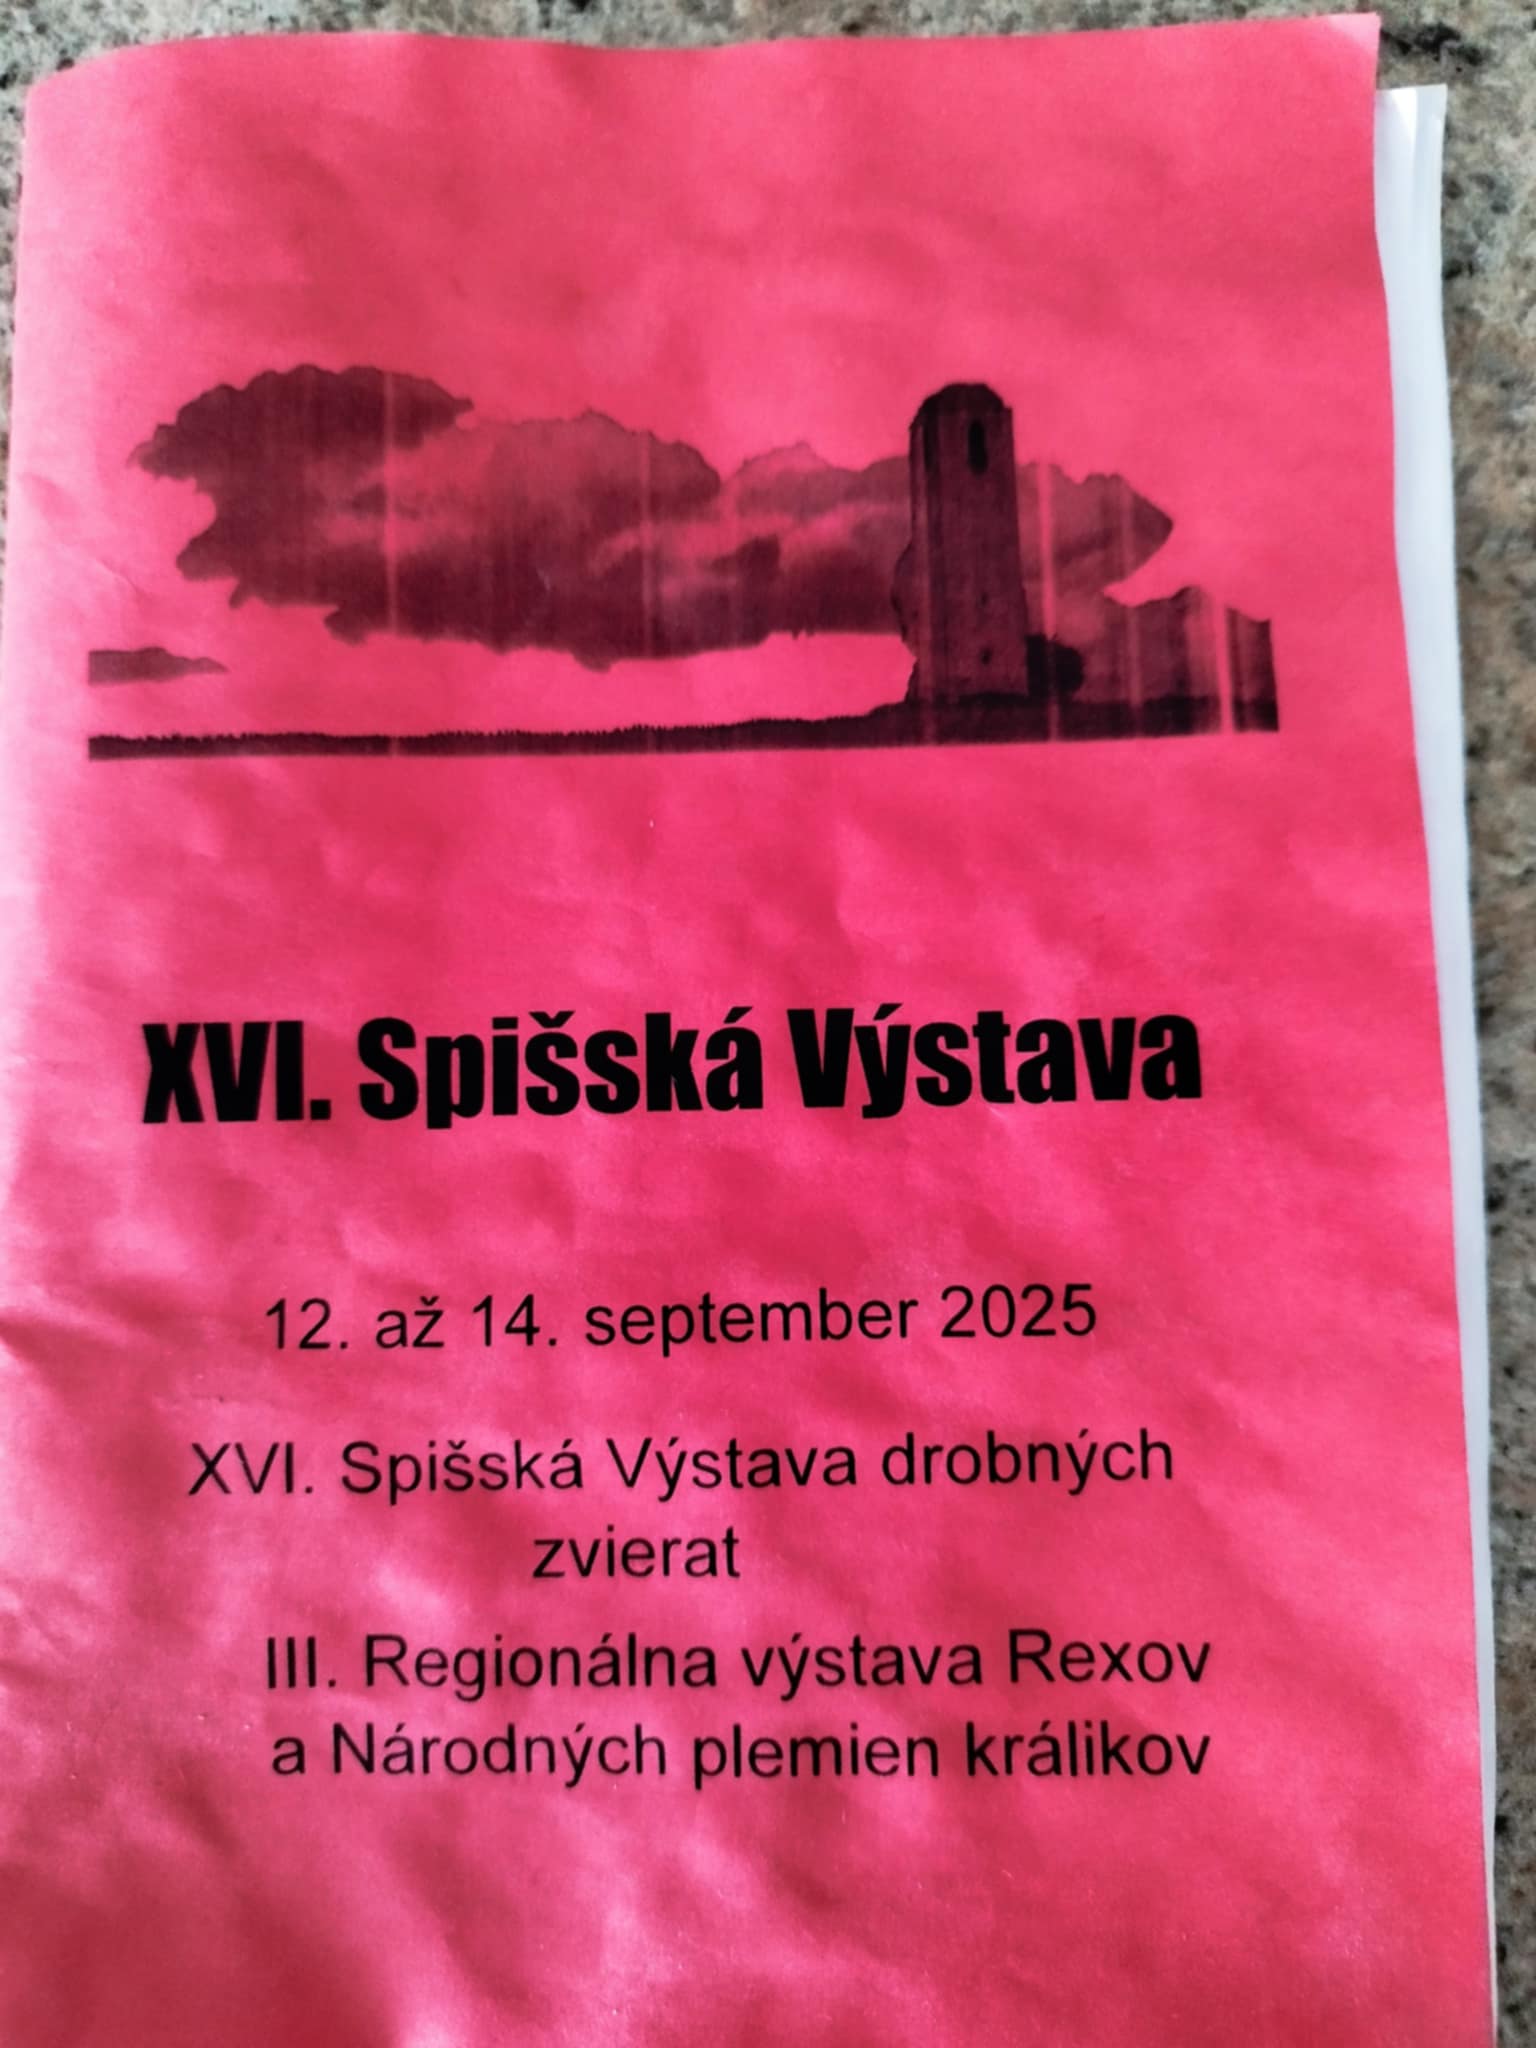 XVI. Spišská Výstava
12. až 14. september 2025
XVI. Spišská Výstava drobných
zvierat
III. Regionálna výstava Rexov
a Národných plemien králikov